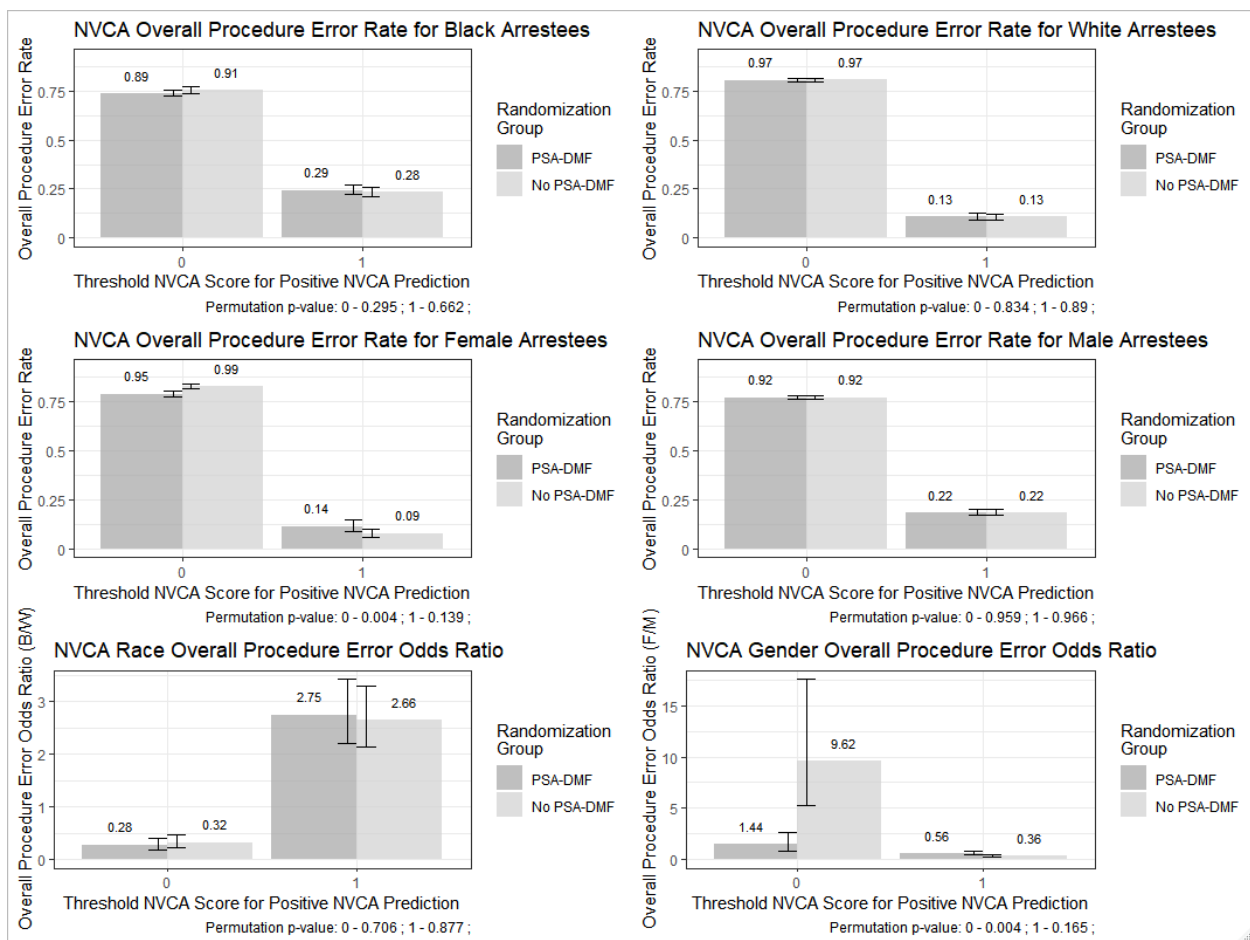 NVCA Overall Procedure Error Rate for Black Arrestees
Overall Procedure Error Rate
0.75
0.5
0.25
0
0.89
0.91
0.29
0.28
0
1
Threshold NVCA Score for Positive NVCA Prediction
Permutation p-value: 0 - 0.295 ; 1 - 0.662 ;
Randomization
Group
PSA-DMF
No PSA-DMF
NVCA Overall Procedure Error Rate for White Arrestees
Overall Procedure Error Rate
0.75
0.5
0.25
0
0.97
0.97
0.13
0.13
0
1
Threshold NVCA Score for Positive NVCA Prediction
Permutation p-value: 0 - 0.834 ; 1 - 0.89 ;
Randomization
Group
PSA-DMF
No PSA-DMF
NVCA Overall Procedure Error Rate for Female Arrestees
Overall Procedure Error Rate
0.75
0.5
0.25
0
0.95
0.99
0.14
0.09
0
1
Threshold NVCA Score for Positive NVCA Prediction
Permutation p-value: 0 - 0.004 ; 1 - 0.139 ;
Randomization
Group
PSA-DMF
No PSA-DMF
NVCA Overall Procedure Error Rate for Male Arrestees
Overall Procedure Error Rate
0.75
0.5
0.25
0
0.92
0.92
0.22
0.22
0
1
Threshold NVCA Score for Positive NVCA Prediction
Permutation p-value: 0 - 0.959 ; 1 - 0.966 ;
Randomization
Group
PSA-DMF
No PSA-DMF
NVCA Race Overall Procedure Error Odds Ratio
Overall Procedure Error Odds Ratio (B/W)
3
2
1
0
0.28
0.32
2.75
2.66
0
1
Threshold NVCA Score for Positive NVCA Prediction
Permutation p-value: 0 - 0.706 ; 1 - 0.877 ;
Randomization
Group
PSA-DMF
No PSA-DMF
NVCA Gender Overall Procedure Error Odds Ratio
Overall Procedure Error Odds Ratio (F/M)
15
10
5
0
1.44
9.62
0.56
0.36
0
1
Threshold NVCA Score for Positive NVCA Prediction
Permutation p-value: 0 - 0.004 ; 1 - 0.165 ;
Randomization
Group
PSA-DMF
No PSA-DMF